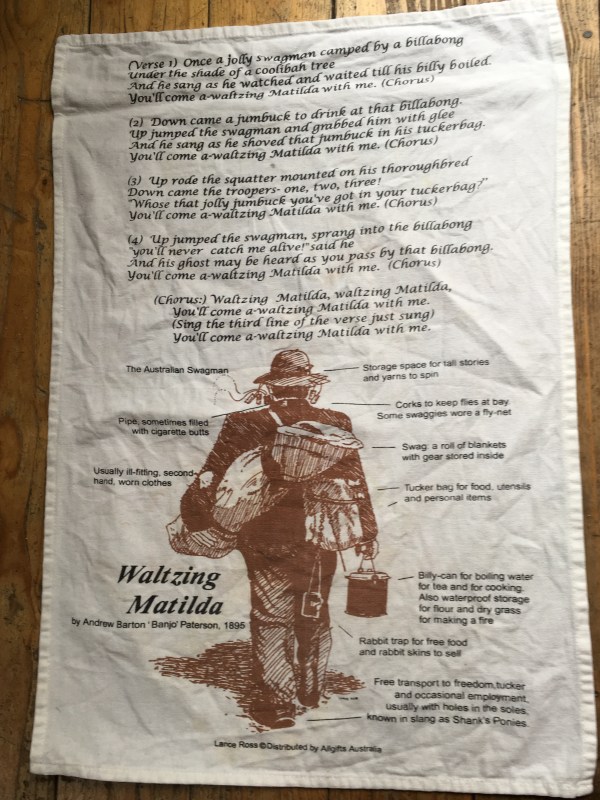 (Verse 1) Once a jolly swagman camped by a billabong
Under the shade of a coolibah tree
And he sang as he watched and waited till his billy boiled.
You'll come a-waltzing Matilda with me. (Chorus)
(2) Down came a jumbuck to drink at that billabong.
Up jumped the swagman and grabbed him with glee
And he sang as he shoved that jumbuck in his tuckerbag.
You'll come a-waltzing Matilda with me. (Chorus)
(3) Up rode the squatter mounted on his thoroughbred
Down came the troopers- one, two, three!
"Whose that jolly jumbuck you've got in your tuckerbag?"
You'll come a-waltzing Matilda with me. (Chorus)
(4) Up jumped the swagman, sprang into the billabong
"you'll never catch me alive!"said he
And his ghost may be heard as you pass by that billabong.
You'll come a-waltzing Matilda with me. (Chorus)
(Chorus:) Waltzing Matilda, waltzing Matilda,
You'll come a-waltzing Matilda with me.
(Sing the third line of the verse just sung)
You'll come a-waltzing Matilda with me.
The Australian Swagman
Storage space for tall stories
and yarns to spin
Corks to keep flies at bay.
Some swaggies wore a fly-net
Pipe, sometimes filled
with cigarette butts
Swag: a roll of blankets
with gear stored inside
Usually ill-fitting, second-
hand, worn clothes
Tucker bag for food, utensils
and personal items
Waltzing
Matilda
by Andrew Barton 'Banjo' Paterson, 1895
Billy-can for boiling water
for tea and for cooking.
Also waterproof storage
for flour and dry grass
for making a fire
Rabbit trap for free food
and rabbit skins to sell
Free transport to freedom,tucker
and occasional employment,
usually with holes in the soles,
known in slang as Shank's Ponies.
Lance Ross ©Distributed by Allgifts Australia